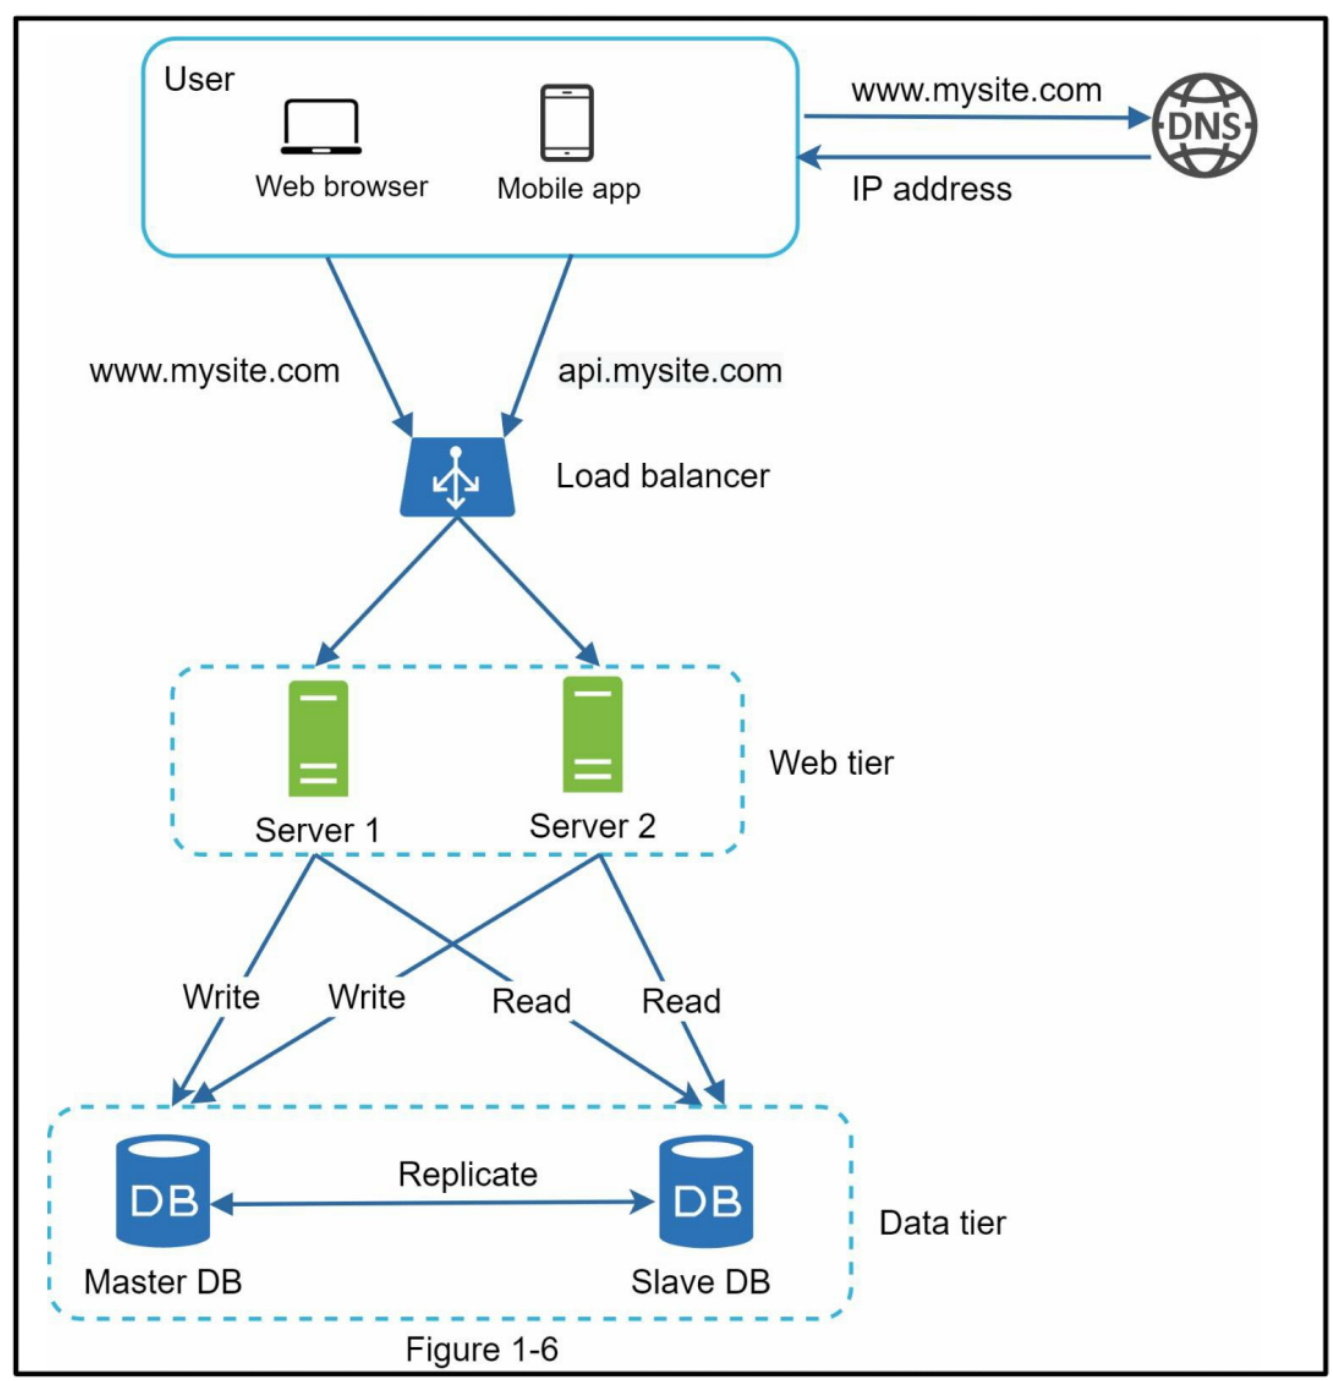 User
www.mysite.com
DNS
Web browser
Mobile app
IP address
www.mysite.com
api.mysite.com
Load balancer
Web tier
Server 1
Server 2
Write
Write
Read
Read
Replicate
DB
DB
Data tier
Master DB
Slave DB
Figure 1-6